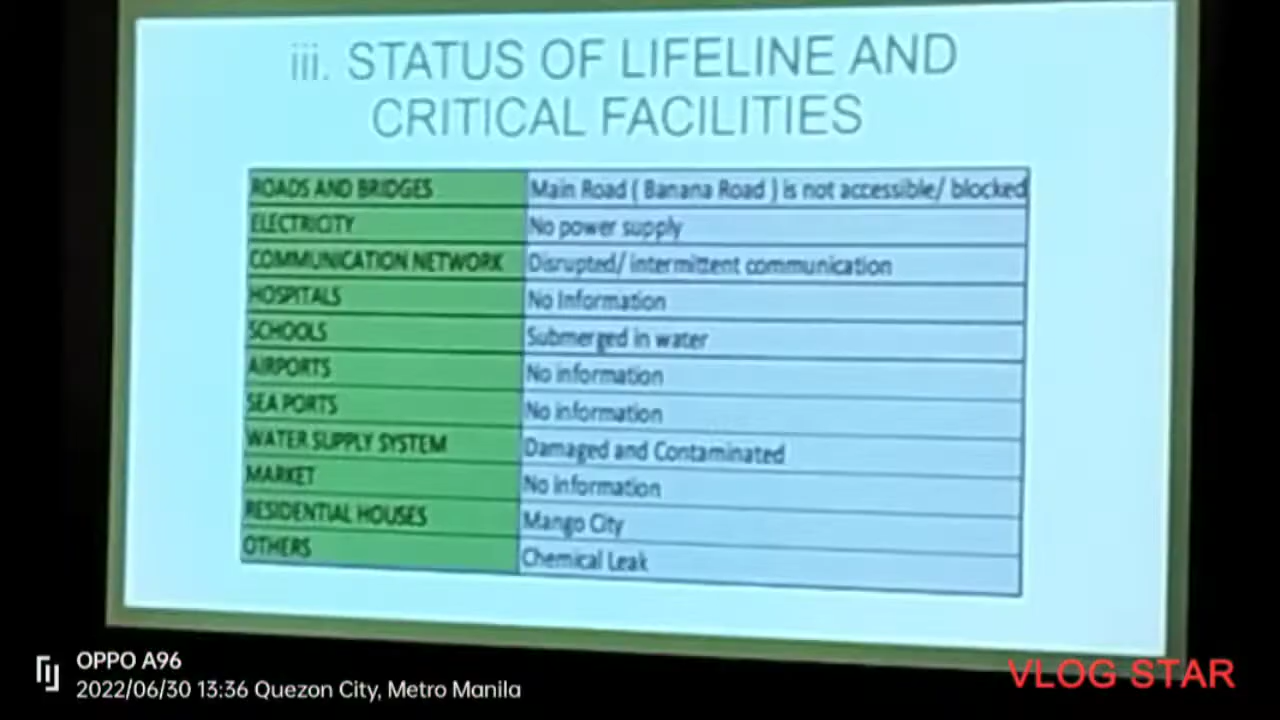 iii. STATUS OF LIFELINE AND
CRITICAL FACILITIES
ROADS AND BRIDGES Main Road ( Banana Road ) is not accessible/ blocked
ELECTRICITY No power supply
COMMUNICATION NETWORK Disrupted/ intermittent communication
HOSPITALS No Information
SCHOOLS Submerged in water
AIRPORTS No information
SEA PORTS No information
WATER SUPPLY SYSTEM Damaged and Contaminated
MARKET No information
RESIDENTIAL HOUSES Mango City
OTHERS Chemical Leak
OPPO A96
2022/06/30 13:36 Quezon City, Metro Manila
VLOG STAR